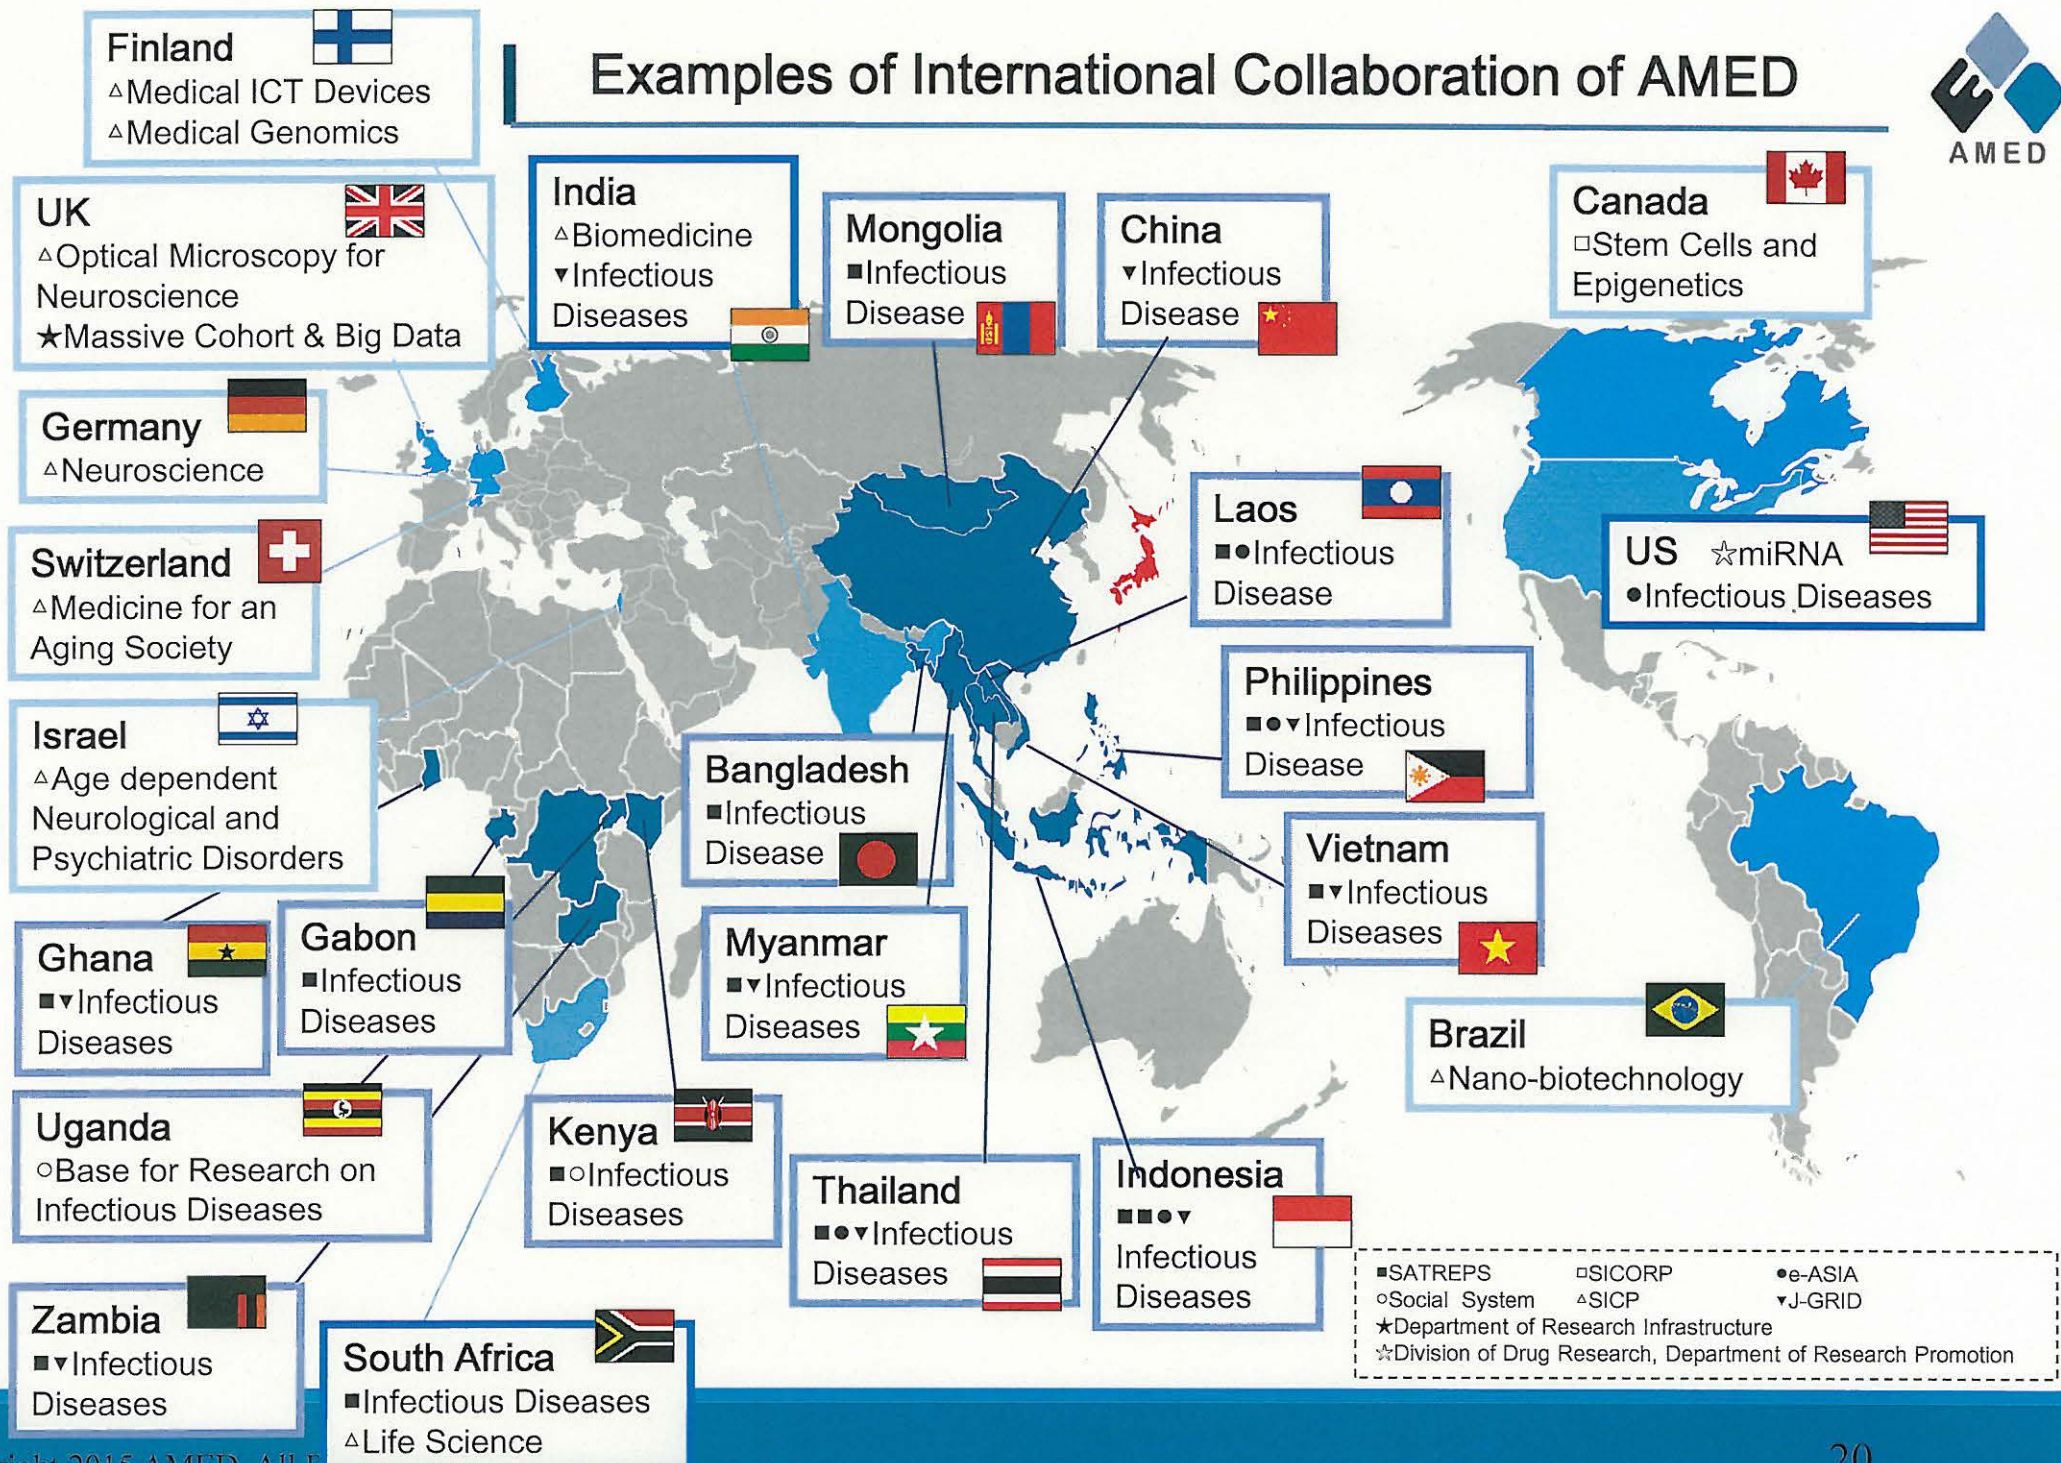 Examples of International Collaboration of AMED
AMED
Finland
△Medical ICT Devices
△Medical Genomics
UK
△Optical Microscopy for
Neuroscience
★Massive Cohort & Big Data
Germany
△Neuroscience
Switzerland
△Medicine for an
Aging Society
Israel
△Age dependent
Neurological and
Psychiatric Disorders
India
△Biomedicine
▼Infectious
Diseases
Mongolia
■Infectious
Disease
China
▼Infectious
Disease
Canada
□Stem Cells and
Epigenetics
Laos
■●Infectious
Disease
US ☆miRNA
●Infectious Diseases
Philippines
■●▼Infectious
Disease
Bangladesh
■Infectious
Disease
Vietnam
■▼Infectious
Diseases
Ghana
■▼Infectious
Diseases
Gabon
■Infectious
Diseases
Myanmar
■▼Infectious
Diseases
Brazil
△Nano-biotechnology
Uganda
○Base for Research on
Infectious Diseases
Kenya
■○Infectious
Diseases
Thailand
■●▼Infectious
Diseases
Indonesia
■■●▼
Infectious
Diseases
Zambia
■▼Infectious
Diseases
South Africa
■Infectious Diseases
△Life Science
■SATREPS □SICORP ●e-ASIA
○Social System △SICP ▼J-GRID
★Department of Research Infrastructure
☆Division of Drug Research, Department of Research Promotion
2015 AMED. All
20